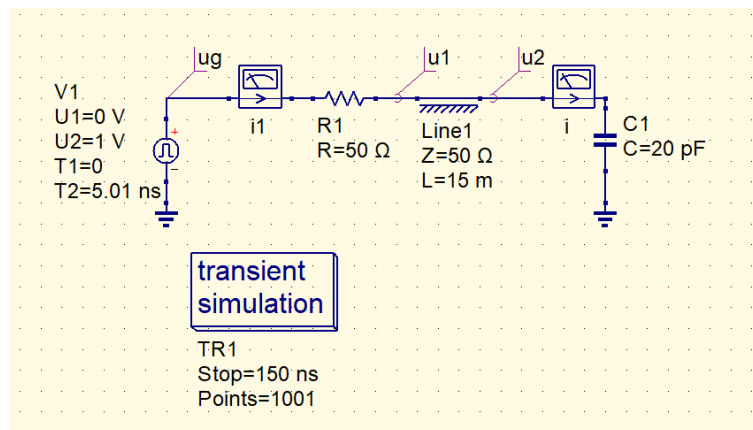 ug
u1
u2
V1
U1=0 V
U2=1 V
T1=0
T2=5.01 ns
i1
R1
R=50 Ω
Line1
Z=50 Ω
L=15 m
i
C1
C=20 pF
transient
simulation
TR1
Stop=150 ns
Points=1001